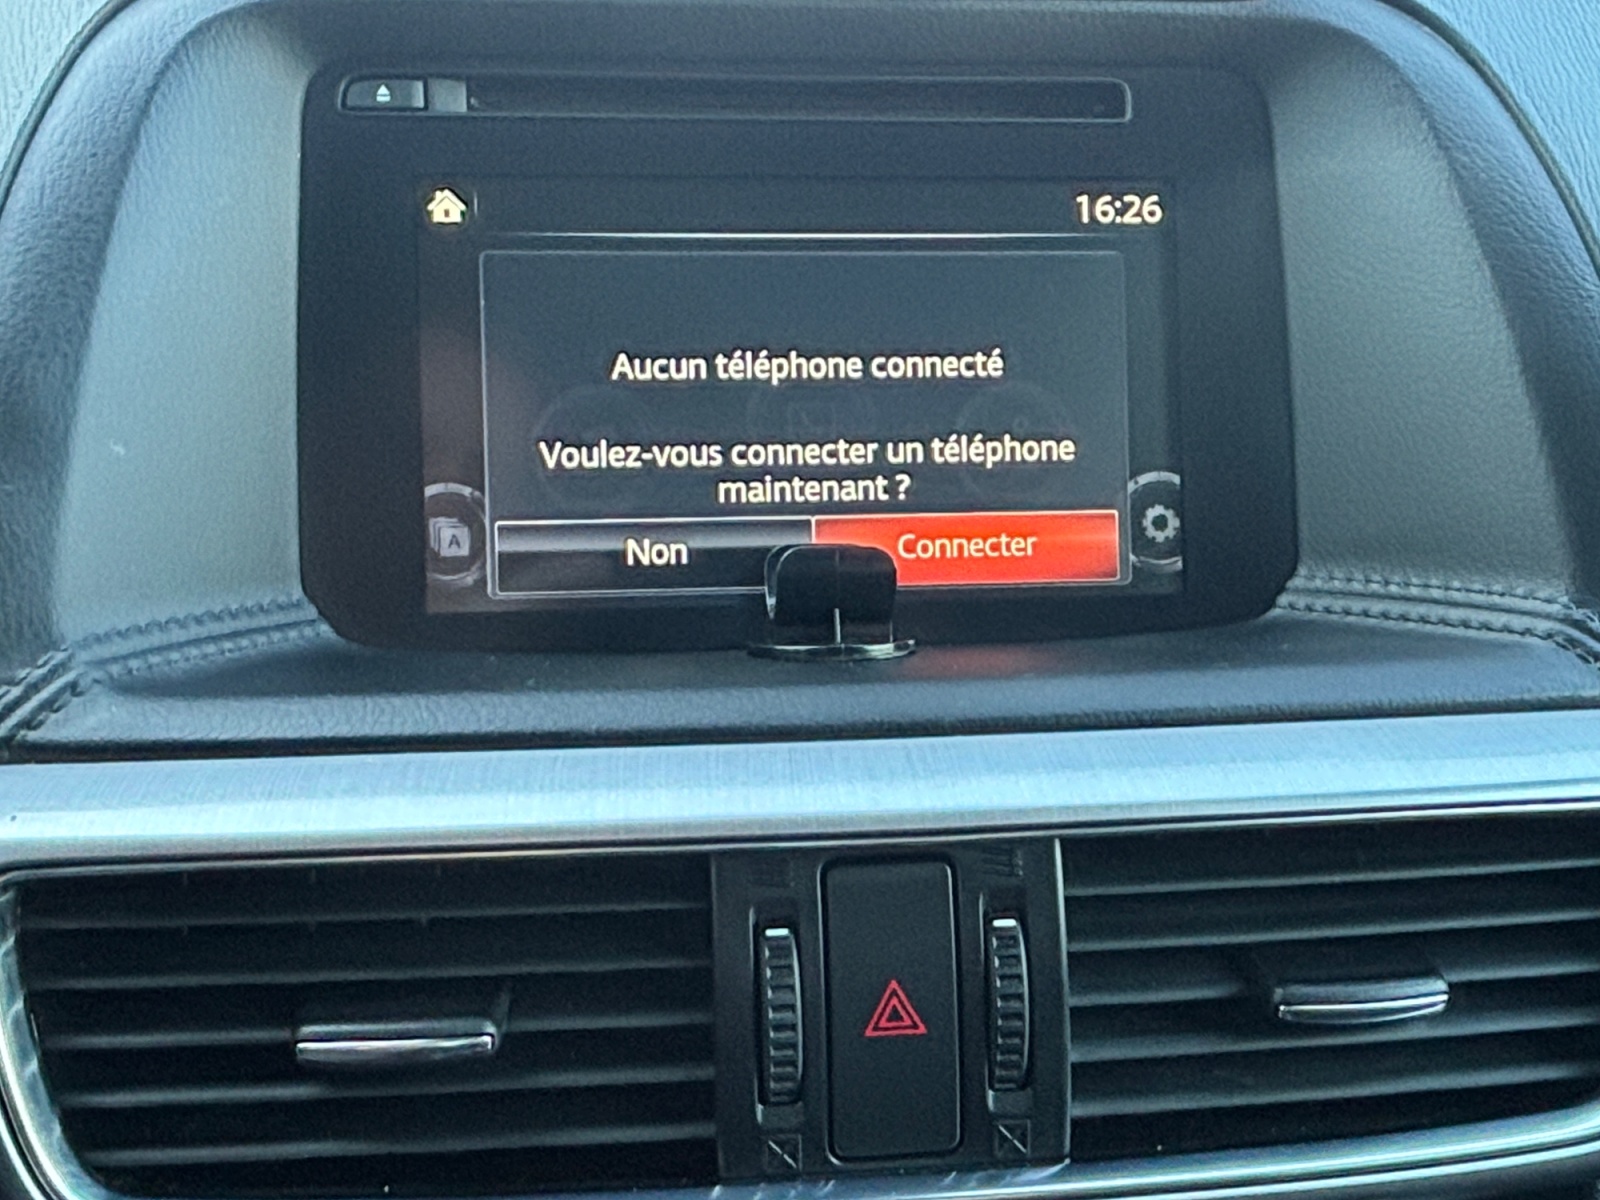 16:26
Aucun téléphone connecté
Voulez-vous connecter un téléphone
maintenant ?
A
Non
Connecter